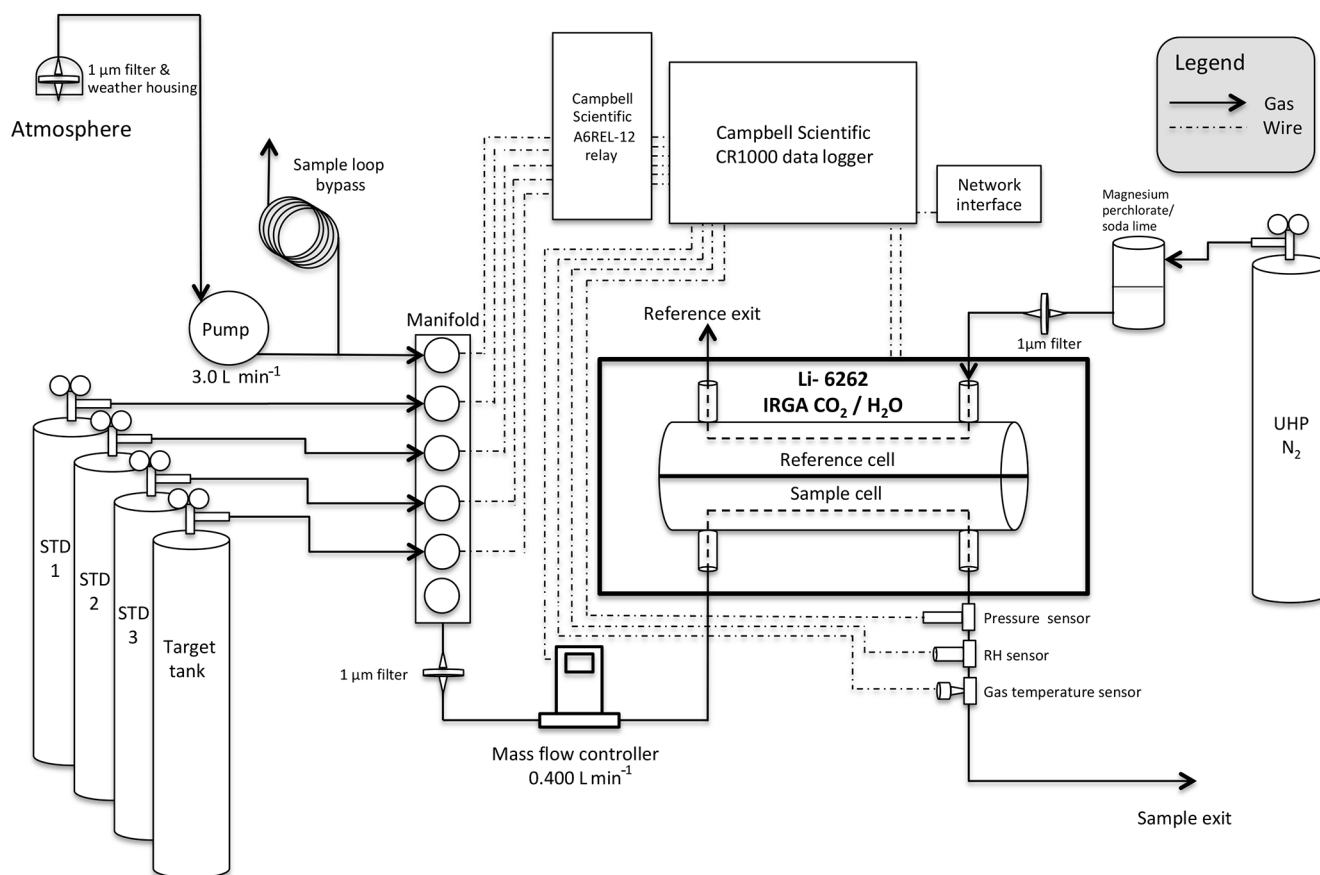 1 µm filter &
weather housing
Atmosphere
Sample loop
bypass
Pump
3.0 L min⁻¹
Manifold
Campbell
Scientific
A6REL-12
relay
Campbell Scientific
CR1000 data logger
Network
interface
Legend
Gas
Wire
Magnesium
perchlorate/
soda lime
1µm filter
UHP
N₂
Reference exit
Li- 6262
IRGA CO₂ / H₂O
Reference cell
Sample cell
STD
1
STD
2
STD
3
Target
tank
1 µm filter
Mass flow controller
0.400 L min⁻¹
Pressure sensor
RH sensor
Gas temperature sensor
Sample exit